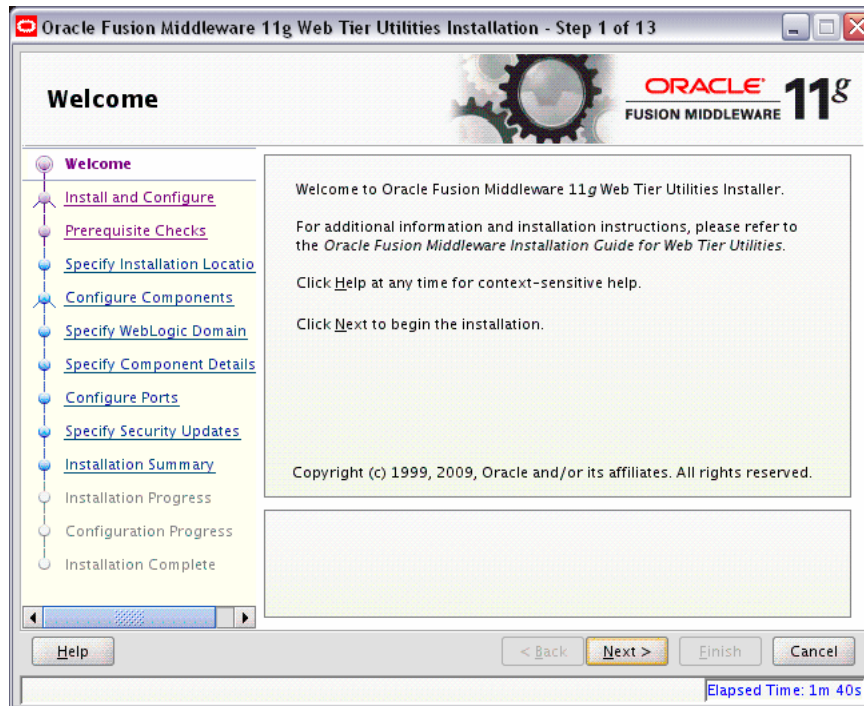 Oracle Fusion Middleware 11g Web Tier Utilities Installation - Step 1 of 13
Welcome
ORACLE
FUSION MIDDLEWARE 11g
Welcome
Install and Configure
Prerequisite Checks
Specify Installation Locatio
Configure Components
Specify WebLogic Domain
Specify Component Details
Configure Ports
Specify Security Updates
Installation Summary
Installation Progress
Configuration Progress
Installation Complete
Welcome to Oracle Fusion Middleware 11g Web Tier Utilities Installer.
For additional information and installation instructions, please refer to
the Oracle Fusion Middleware Installation Guide for Web Tier Utilities.
Click Help at any time for context-sensitive help.
Click Next to begin the installation.
Copyright (c) 1999, 2009, Oracle and/or its affiliates. All rights reserved.
Help
< Back
Next >
Finish
Cancel
Elapsed Time: 1m 40s